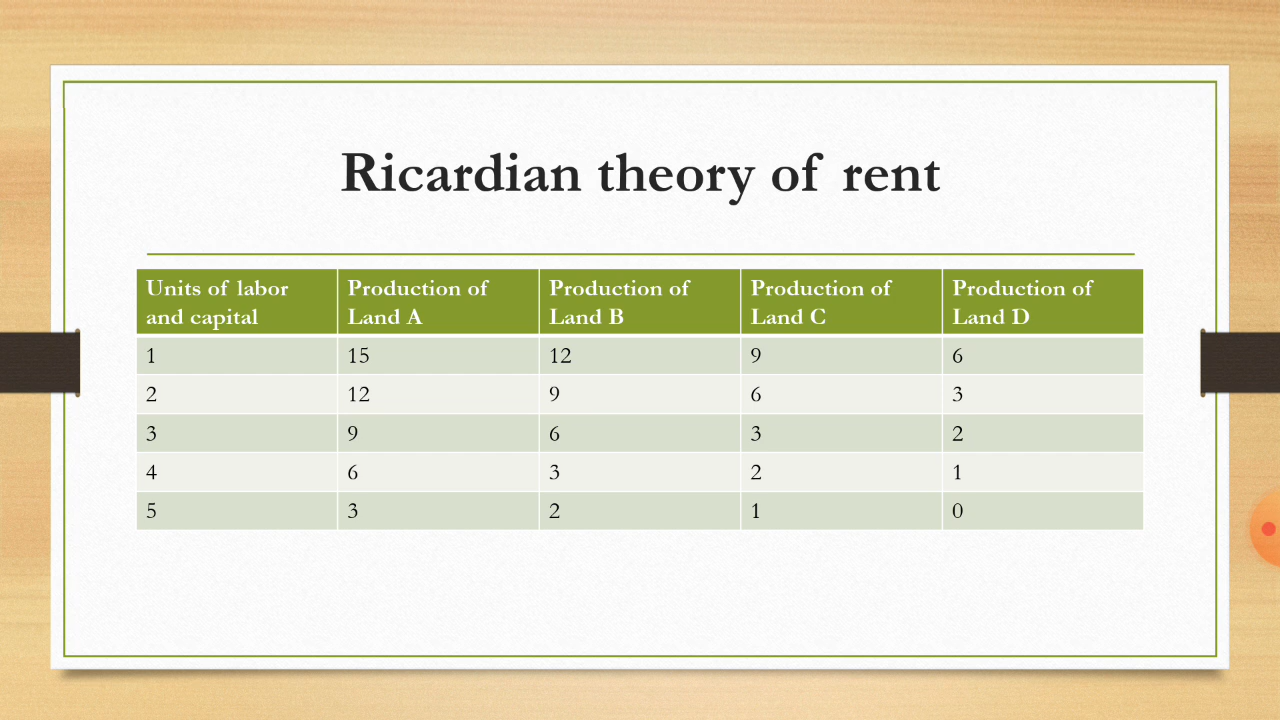 Ricardian theory of rent
Units of labor and capital | Production of Land A | Production of Land B | Production of Land C | Production of Land D
1 | 15 | 12 | 9 | 6
2 | 12 | 9 | 6 | 3
3 | 9 | 6 | 3 | 2
4 | 6 | 3 | 2 | 1
5 | 3 | 2 | 1 | 0